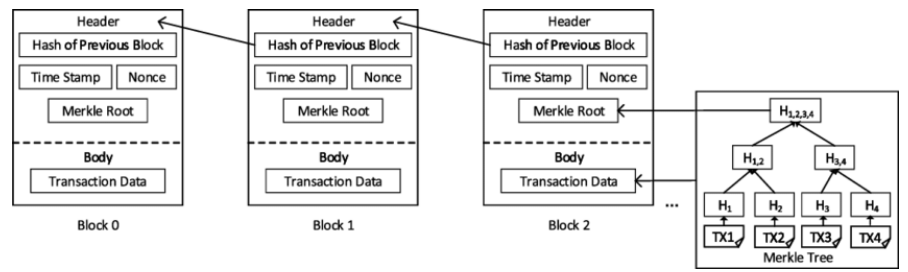 Header
Hash of Previous Block
Time Stamp
Nonce
Merkle Root
Body
Transaction Data
Block 0
Header
Hash of Previous Block
Time Stamp
Nonce
Merkle Root
Body
Transaction Data
Block 1
Header
Hash of Previous Block
Time Stamp
Nonce
Merkle Root
Body
Transaction Data
Block 2
...
H1,2,3,4
H1,2
H3,4
H1
H2
H3
H4
TX1
TX2
TX3
TX4
Merkle Tree